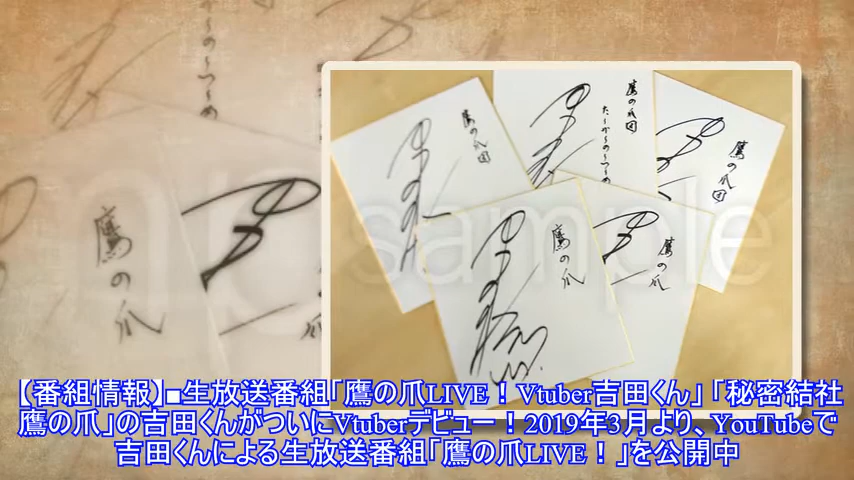 鷹の爪団
鷹の爪団
た〜か〜の〜つ〜め
鷹の爪団
鷹の爪
鷹の爪
鷹の爪
sample
【番組情報】■生放送番組「鷹の爪LIVE！Vtuber吉田くん」「秘密結社
鷹の爪」の吉田くんがついにVtuberデビュー！2019年3月より、YouTubeで
吉田くんによる生放送番組「鷹の爪LIVE！」を公開中